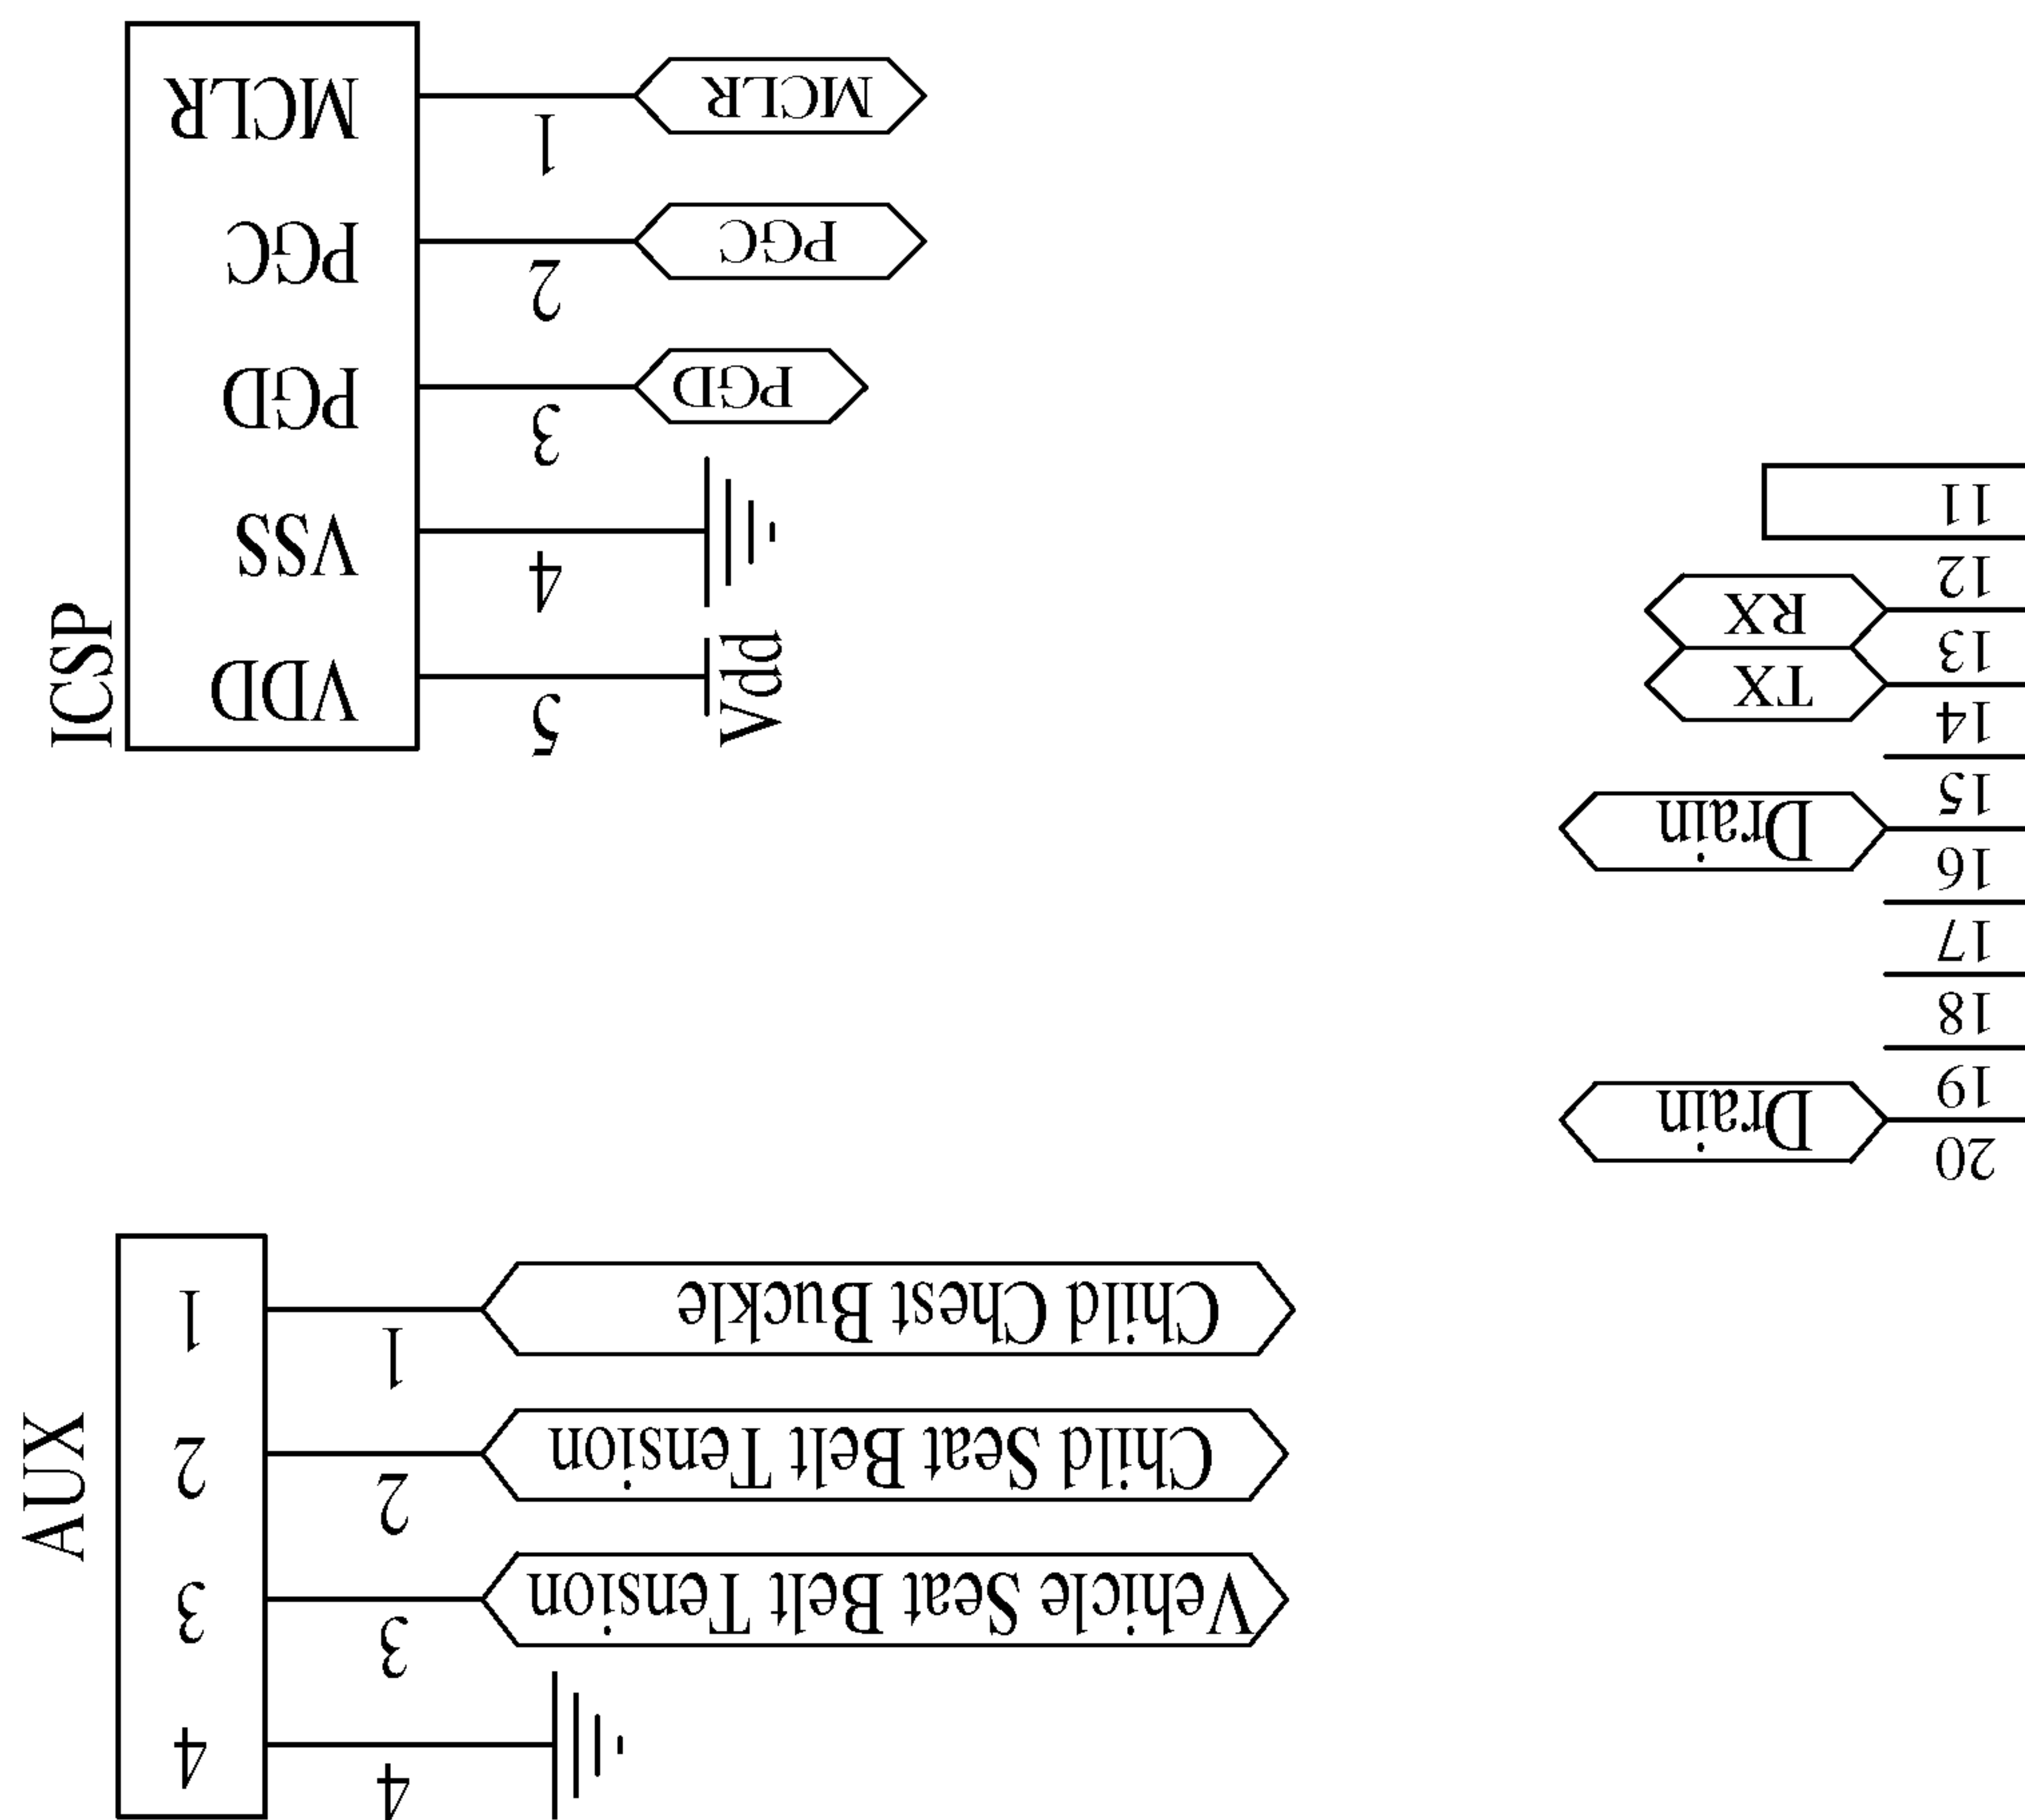 ICSP
MCLR
1
MCLR
PGC
2
PGC
PGD
3
PGD
VSS
4
VDD
5
Vdd
11
12
RX
13
TX
14
15
Drain
16
17
18
19
Drain
20
AUX
1
1
Child Chest Buckle
2
2
Child Seat Belt Tension
3
3
Vehicle Seat Belt Tension
4
4